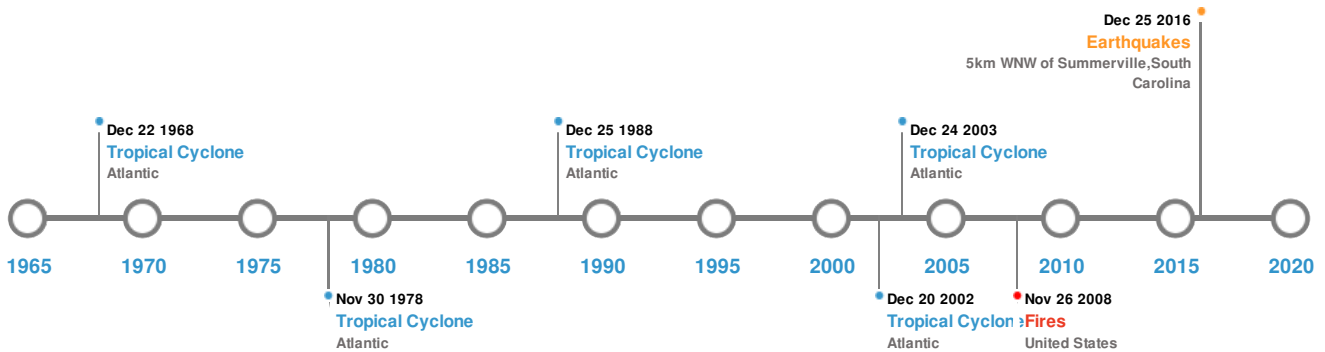 Dec 25 2016
Earthquakes
5km WNW of Summerville,South
Carolina
Dec 22 1968
Tropical Cyclone
Atlantic
Dec 25 1988
Tropical Cyclone
Atlantic
Dec 24 2003
Tropical Cyclone
Atlantic
1965 1970 1975 1980 1985 1990 1995 2000 2005 2010 2015 2020
Nov 30 1978
Tropical Cyclone
Atlantic
Dec 20 2002
Tropical Cyclone
Atlantic
Nov 26 2008
Fires
United States